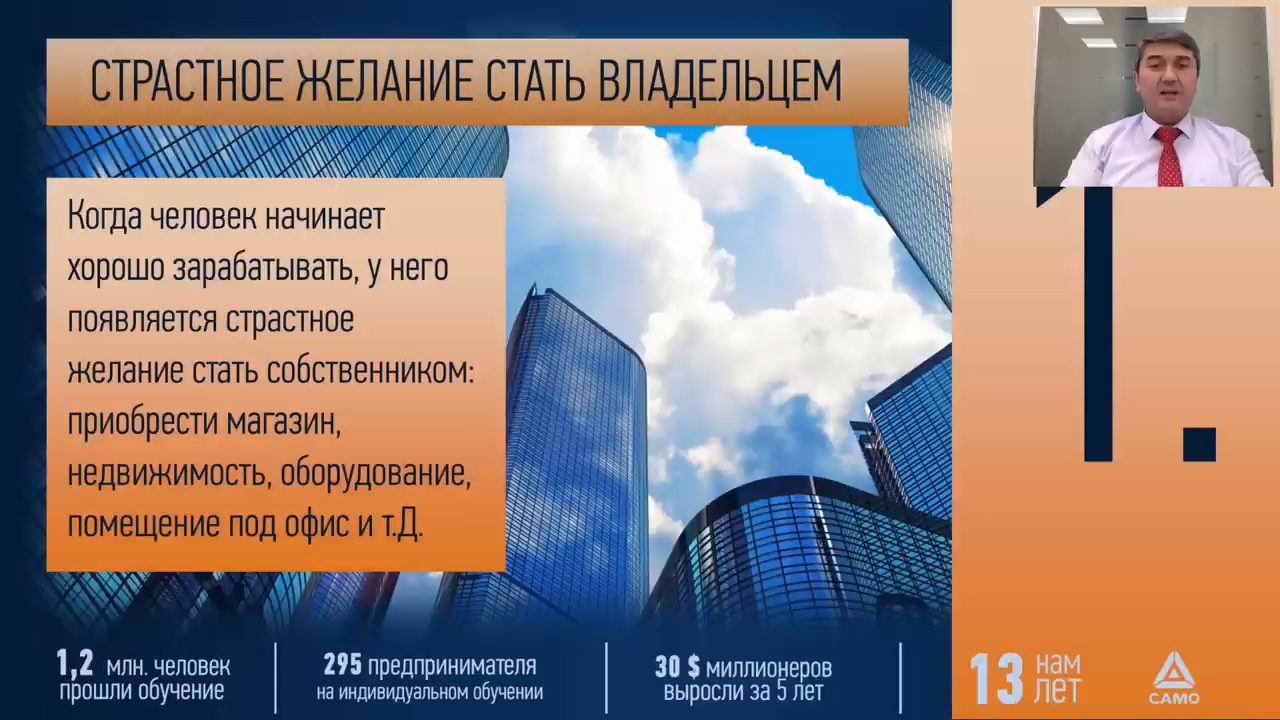 СТРАСТНОЕ ЖЕЛАНИЕ СТАТЬ ВЛАДЕЛЬЦЕМ
Когда человек начинает
хорошо зарабатывать, у него
появляется страстное
желание стать собственником:
приобрести магазин,
недвижимость, оборудование,
помещение под офис и т.Д.
1.
1,2 млн. человек
прошли обучение
295 предпринимателя
на индивидуальном обучении
30 $ миллионеров
выросли за 5 лет
13 нам
лет
САМО